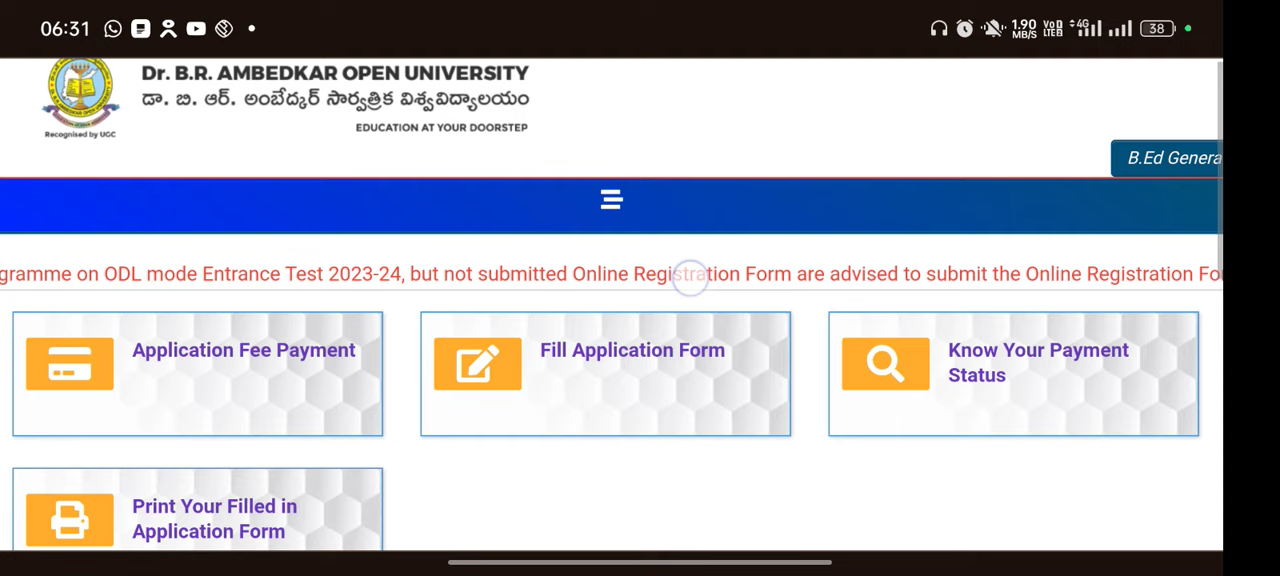 06:31
1.90 MB/S
Vo) LTE2
4G
38
Dr. B.R. AMBEDKAR OPEN UNIVERSITY
డా. బి. ఆర్. అంబేద్కర్ సార్వత్రిక విశ్వవిద్యాలయం
EDUCATION AT YOUR DOORSTEP
Recognised by UGC
B.Ed Genera
gramme on ODL mode Entrance Test 2023-24, but not submitted Online Registration Form are advised to submit the Online Registration Fo
Application Fee Payment
Fill Application Form
Know Your Payment
Status
Print Your Filled in
Application Form